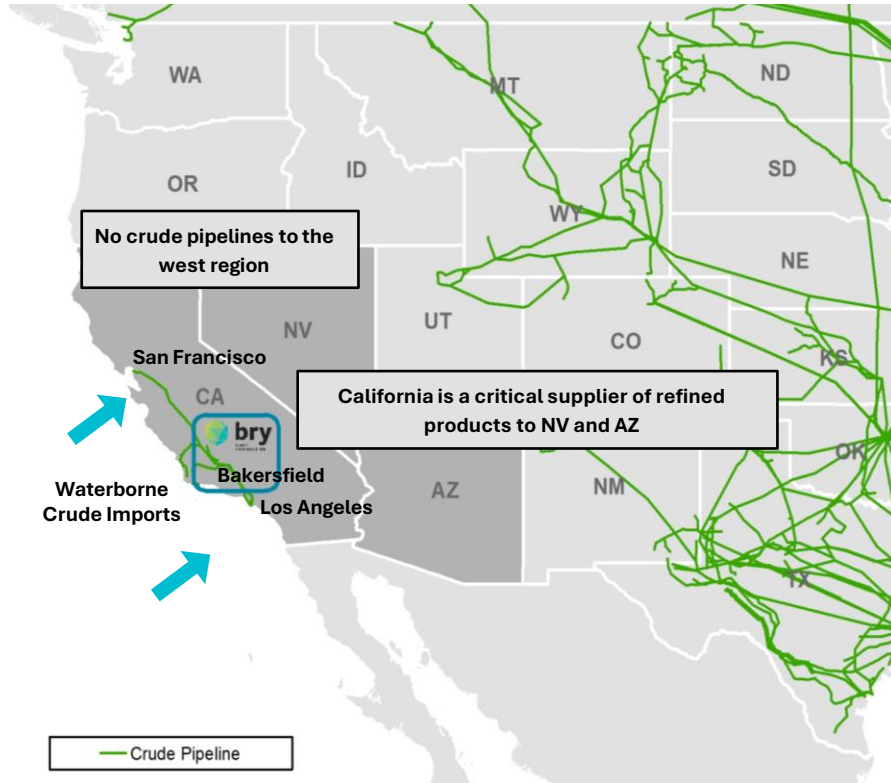 WA
MT
ND
OR
ID
SD
WY
No crude pipelines to the
west region
NE
NV
UT
CO
KS
San Francisco
CA
California is a critical supplier of refined
products to NV and AZ
bry
OK
Bakersfield
Waterborne
Crude Imports
Los Angeles
AZ
NM
TX
Crude Pipeline